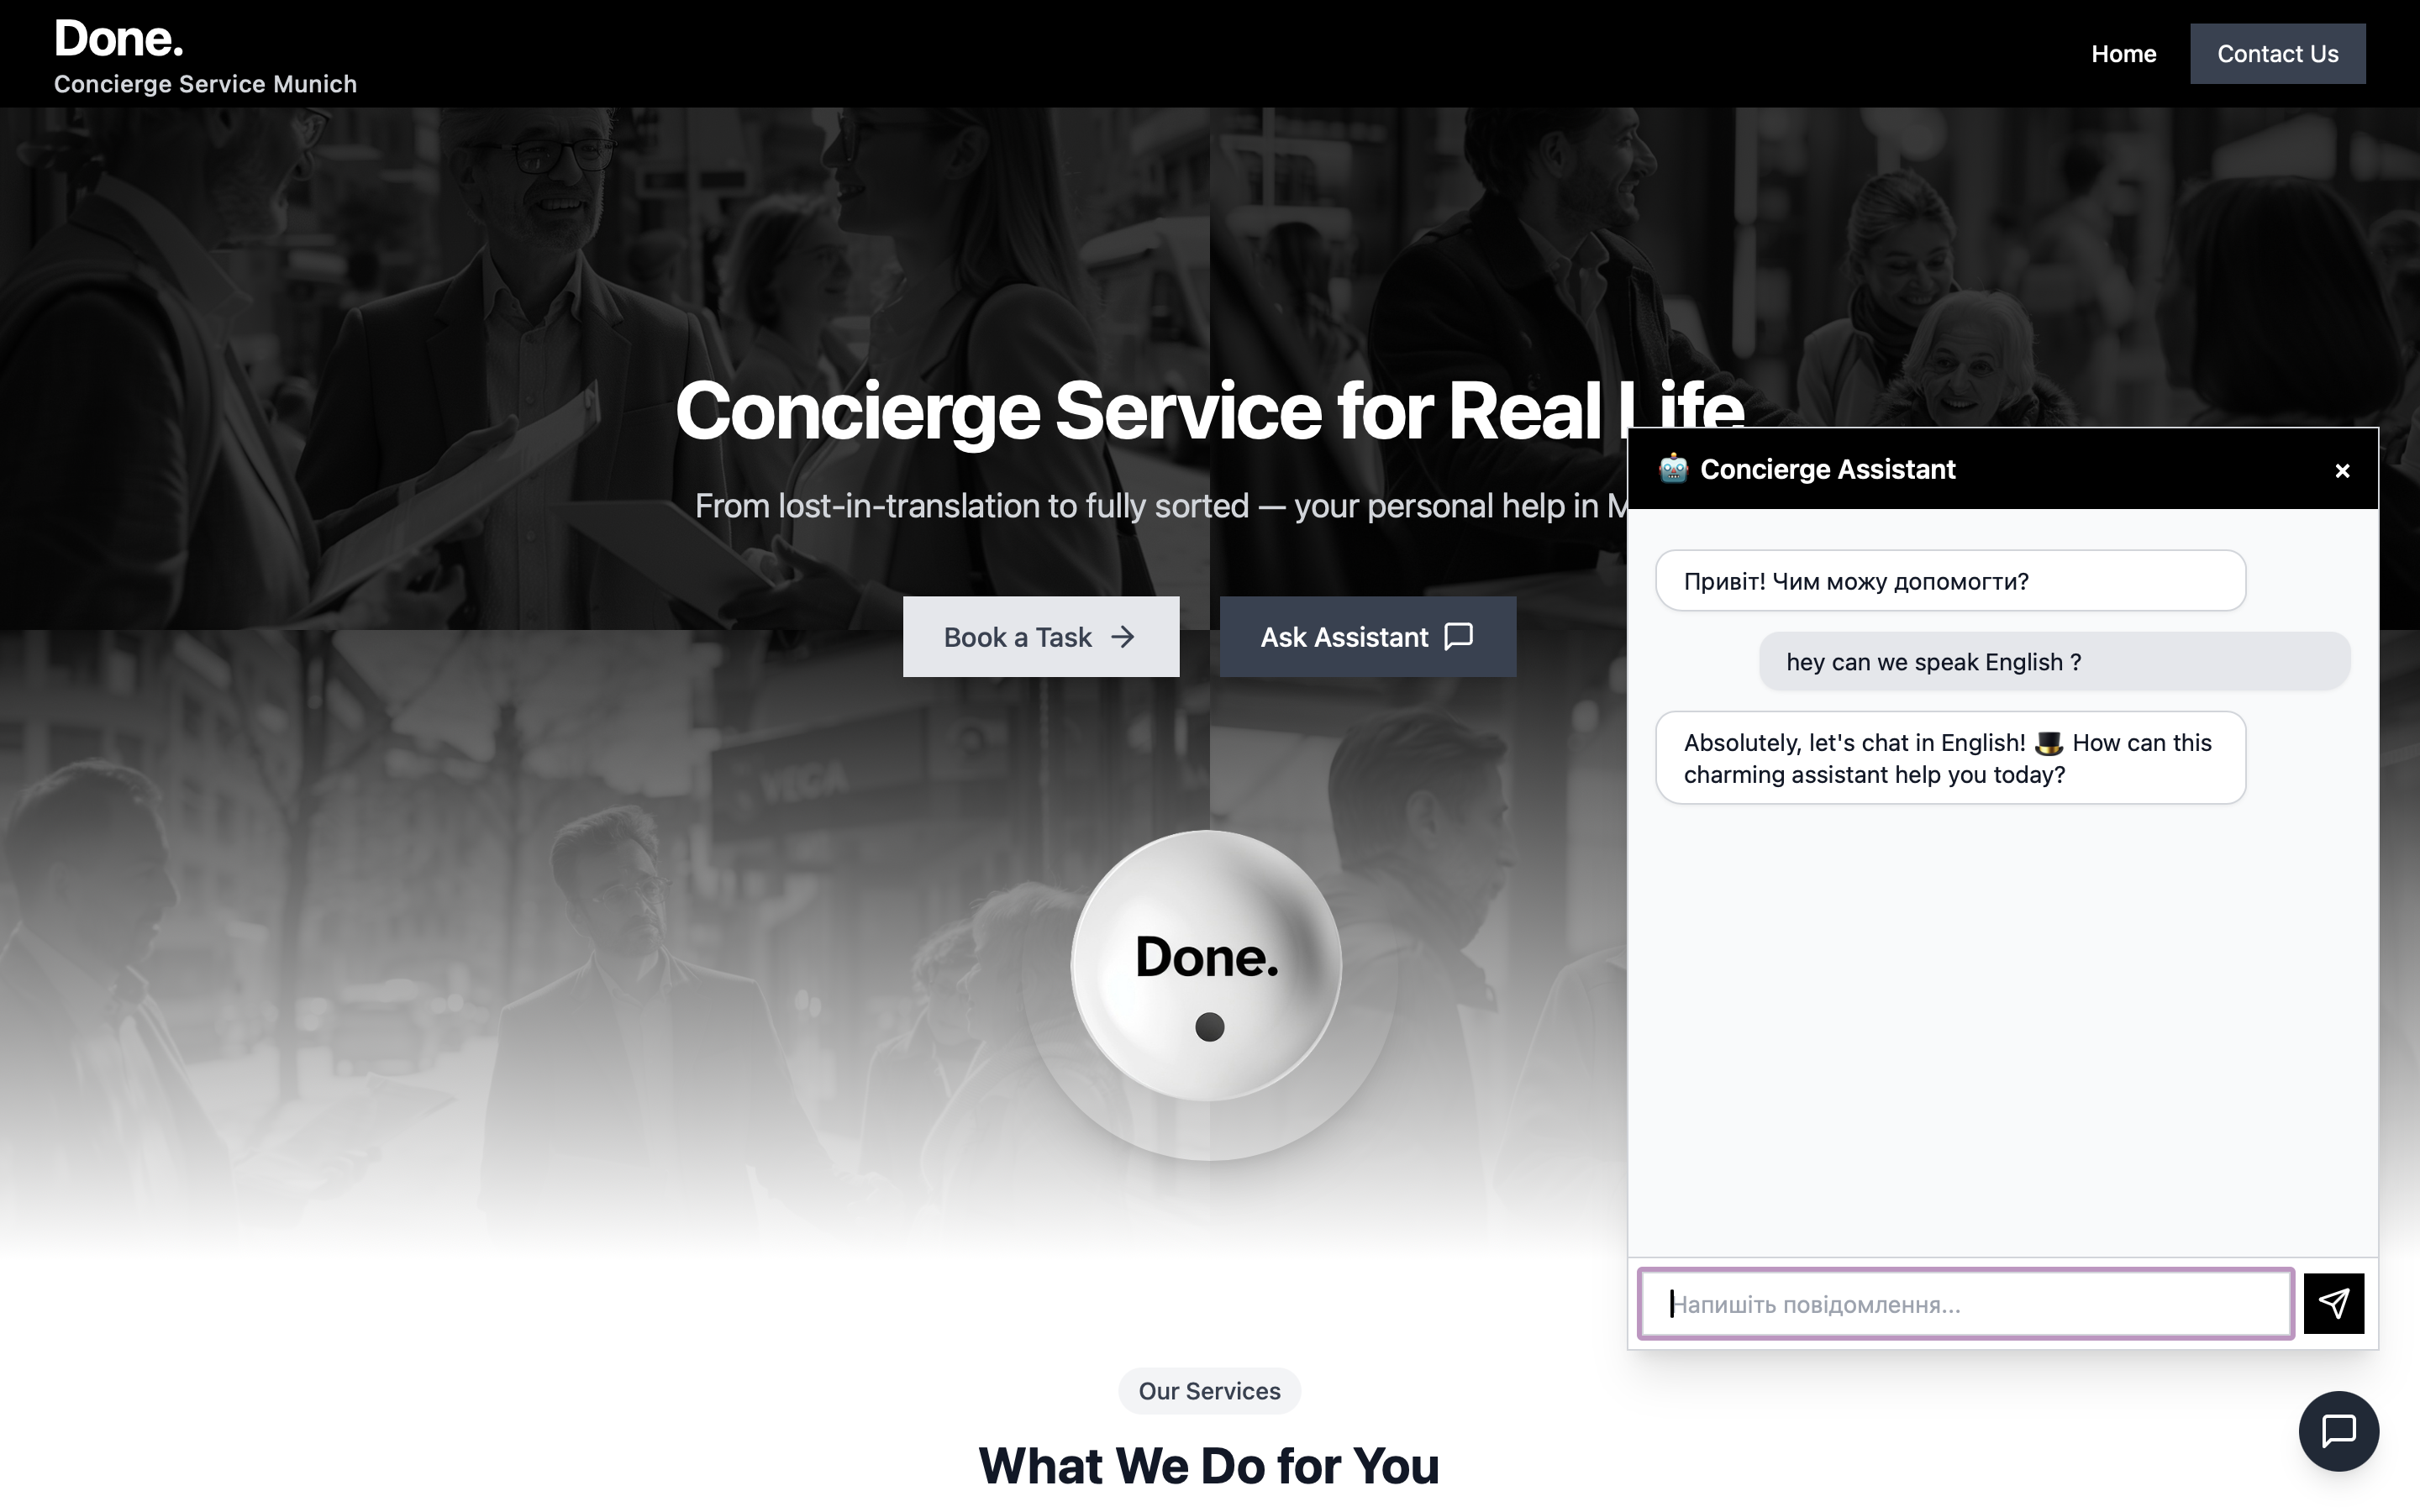 Done.
Concierge Service Munich
Home
Contact Us
Concierge Service for Real Life
From lost-in-translation to fully sorted — your personal help in
Book a Task →
Ask Assistant
VEGA
Done.
🤖 Concierge Assistant
×
Привіт! Чим можу допомогти?
hey can we speak English ?
Absolutely, let's chat in English! 🎩 How can this
charming assistant help you today?
Напишіть повідомлення...
Our Services
What We Do for You